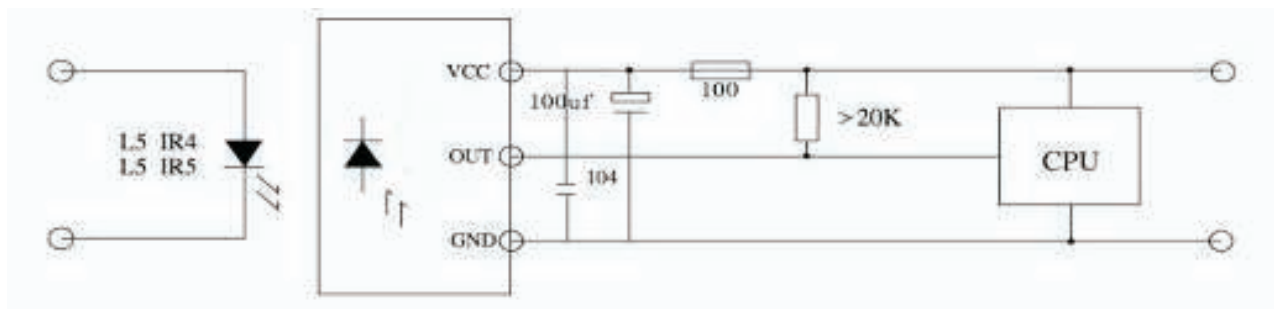 L5 IR4
L5 IR5
VCC
OUT
GND
100uf
104
100
>20K
CPU